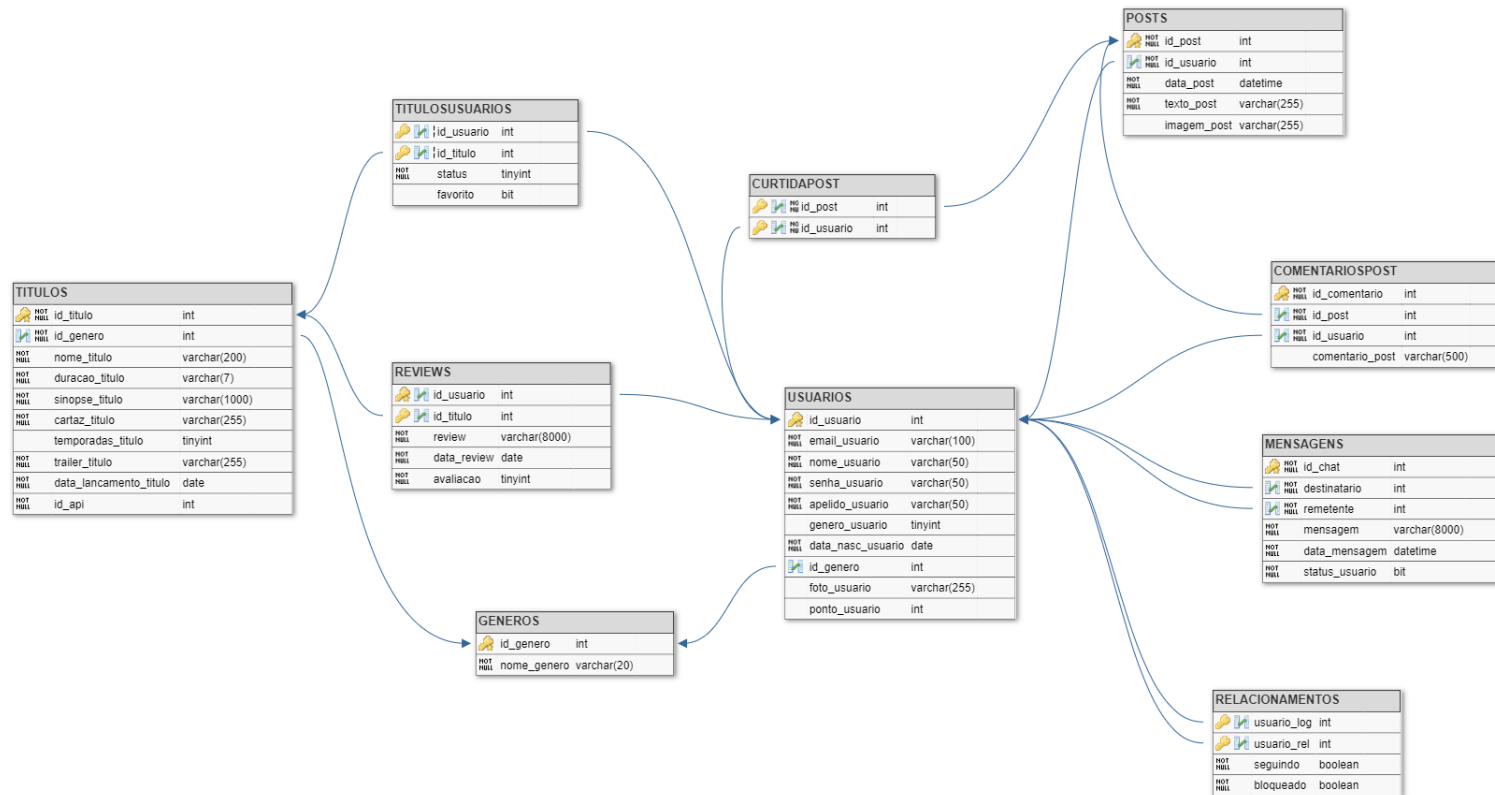 POSTS
NOT NULL id_post int
NOT NULL id_usuario int
NOT NULL data_post datetime
NOT NULL texto_post varchar(255)
imagem_post varchar(255)
TITULOSUSUARIOS
id_usuario int
id_titulo int
NOT NULL status tinyint
favorito bit
CURTIDAPOST
id_post int
id_usuario int
COMENTARIOSPOST
NOT NULL id_comentario int
NOT NULL id_post int
NOT NULL id_usuario int
comentario_post varchar(500)
TITULOS
NOT NULL id_titulo int
NOT NULL id_genero int
NOT NULL nome_titulo varchar(200)
NOT NULL duracao_titulo varchar(7)
NOT NULL sinopse_titulo varchar(1000)
NOT NULL cartaz_titulo varchar(255)
temporadas_titulo tinyint
NOT NULL trailer_titulo varchar(255)
NOT NULL data_lancamento_titulo date
NOT NULL id_api int
REVIEWS
id_usuario int
id_titulo int
NOT NULL review varchar(8000)
NOT NULL data_review date
NOT NULL avaliacao tinyint
USUARIOS
id_usuario int
NOT NULL email_usuario varchar(100)
NOT NULL nome_usuario varchar(50)
NOT NULL senha_usuario varchar(50)
NOT NULL apelido_usuario varchar(50)
genero_usuario tinyint
NOT NULL data_nasc_usuario date
id_genero int
foto_usuario varchar(255)
ponto_usuario int
MENSAGENS
NOT NULL id_chat int
NOT NULL destinatario int
NOT NULL remetente int
NOT NULL mensagem varchar(8000)
NOT NULL data_mensagem datetime
NOT NULL status_usuario bit
GENEROS
id_genero int
NOT NULL nome_genero varchar(20)
RELACIONAMENTOS
usuario_log int
usuario_rel int
NOT NULL seguindo boolean
NOT NULL bloqueado boolean